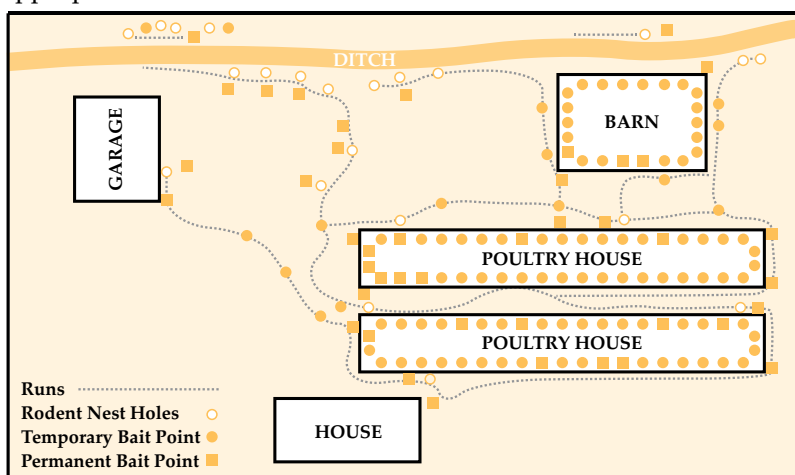 DITCH
BARN
GARAGE
POULTRY HOUSE
POULTRY HOUSE
Runs
Rodent Nest Holes
Temporary Bait Point
Permanent Bait Point
HOUSE